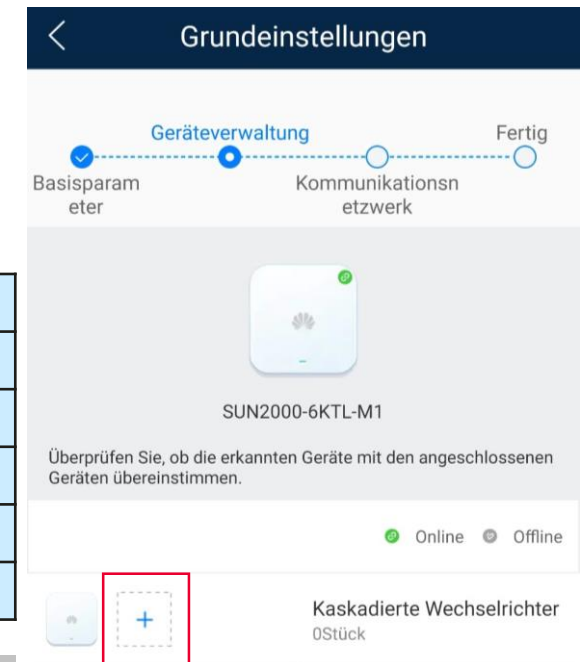 Grundeinstellungen
Geräteverwaltung
Fertig
Basisparam
eter
Kommunikationsn
etzwerk
SUN2000-6KTL-M1
Überprüfen Sie, ob die erkannten Geräte mit den angeschlossenen
Geräten übereinstimmen.
Online Offline
+
Kaskadierte Wechselrichter
0Stück